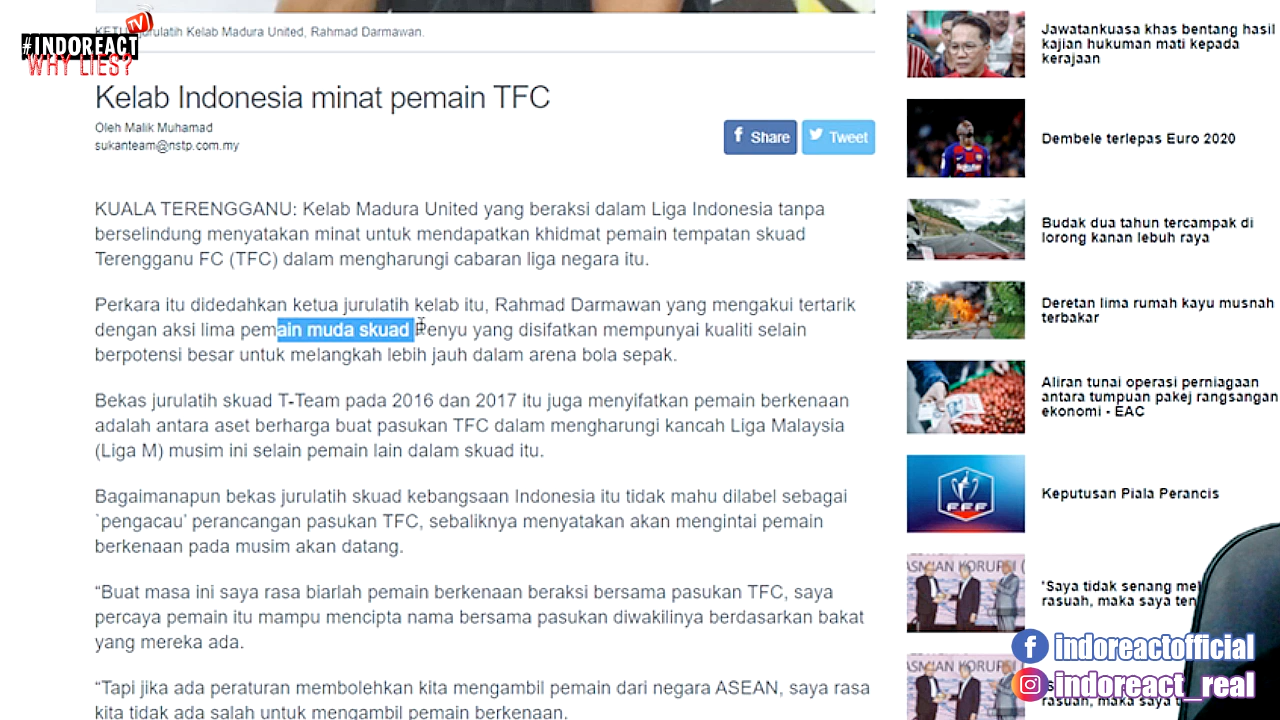 TV
#INDOREACT
WHY LIES?
jurulatih Kelab Madura United, Rahmad Darmawan.
Kelab Indonesia minat pemain TFC
Oleh Malik Muhamad
sukanteam@nstp.com.my
Share
Tweet
KUALA TERENGGANU: Kelab Madura United yang beraksi dalam Liga Indonesia tanpa
berselindung menyatakan minat untuk mendapatkan khidmat pemain tempatan skuad
Terengganu FC (TFC) dalam mengharungi cabaran liga negara itu.
Perkara itu didedahkan ketua jurulatih kelab itu, Rahmad Darmawan yang mengakui tertarik
dengan aksi lima pemain muda skuad Penyu yang disifatkan mempunyai kualiti selain
berpotensi besar untuk melangkah lebih jauh dalam arena bola sepak.
Bekas jurulatih skuad T-Team pada 2016 dan 2017 itu juga menyifatkan pemain berkenaan
adalah antara aset berharga buat pasukan TFC dalam mengharungi kancah Liga Malaysia
(Liga M) musim ini selain pemain lain dalam skuad itu.
Bagaimanapun bekas jurulatih skuad kebangsaan Indonesia itu tidak mahu dilabel sebagai
`pengacau' perancangan pasukan TFC, sebaliknya menyatakan akan mengintai pemain
berkenaan pada musim akan datang.
“Buat masa ini saya rasa biarlah pemain berkenaan beraksi bersama pasukan TFC, saya
percaya pemain itu mampu mencipta nama bersama pasukan diwakilinya berdasarkan bakat
yang mereka ada.
“Tapi jika ada peraturan membolehkan kita mengambil pemain dari negara ASEAN, saya rasa
kita tidak ada salah untuk mengambil pemain berkenaan.
Jawatankuasa khas bentang hasil
kajian hukuman mati kepada
kerajaan
Dembele terlepas Euro 2020
Budak dua tahun tercampak di
lorong kanan lebuh raya
Deretan lima rumah kayu musnah
terbakar
Aliran tunai operasi perniagaan
antara tumpuan pakej rangsangan
ekonomi - EAC
FFF
Keputusan Piala Perancis
'Saya tidak senang
rasuah, maka saya
rasuah, maka saya
indoreactofficial
indoreact_real